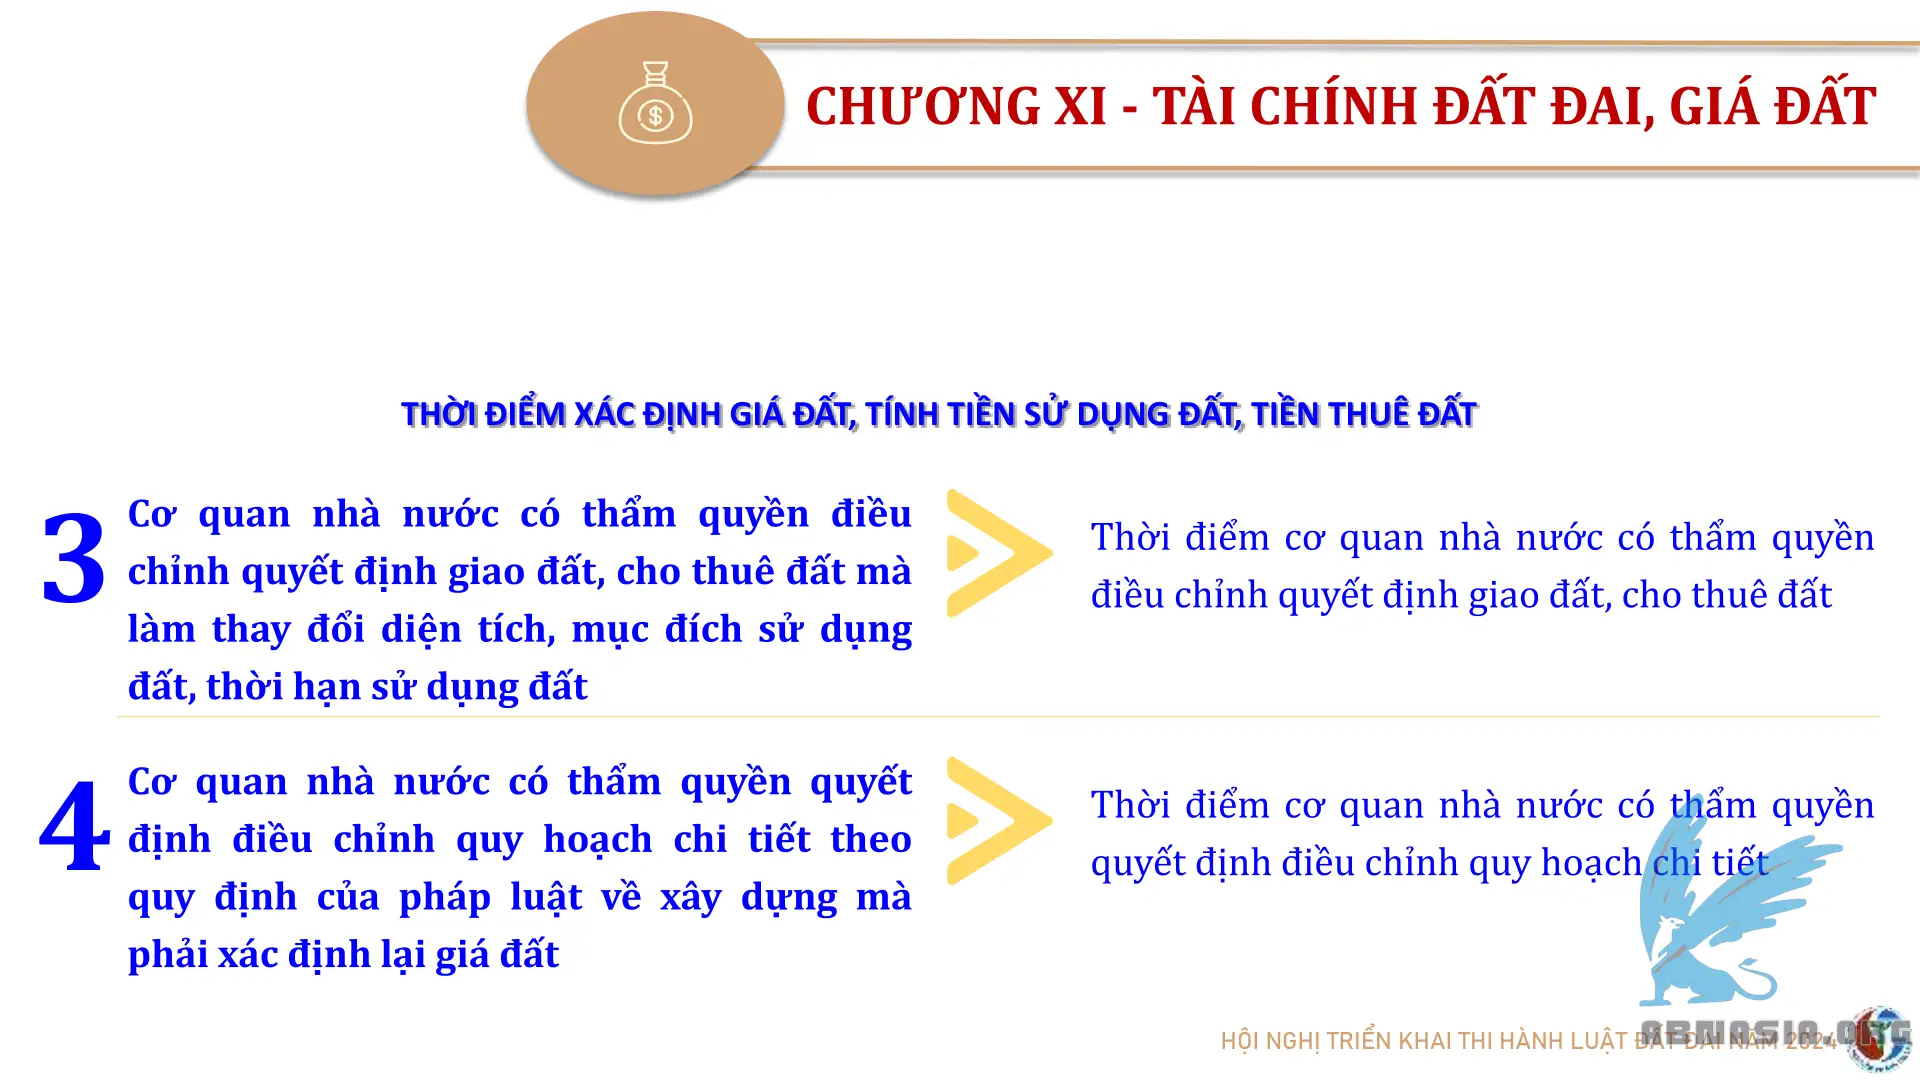 CHƯƠNG XI - TÀI CHÍNH ĐẤT ĐAI, GIÁ ĐẤT
THỜI ĐIỂM XÁC ĐỊNH GIÁ ĐẤT, TÍNH TIỀN SỬ DỤNG ĐẤT, TIỀN THUÊ ĐẤT
3
Cơ quan nhà nước có thẩm quyền điều
chỉnh quyết định giao đất, cho thuê đất mà
làm thay đổi diện tích, mục đích sử dụng
đất, thời hạn sử dụng đất
Thời điểm cơ quan nhà nước có thẩm quyền
điều chỉnh quyết định giao đất, cho thuê đất
4
Cơ quan nhà nước có thẩm quyền quyết
định điều chỉnh quy hoạch chi tiết theo
quy định của pháp luật về xây dựng mà
phải xác định lại giá đất
Thời điểm cơ quan nhà nước có thẩm quyền
quyết định điều chỉnh quy hoạch chi tiết
HỘI NGHỊ TRIỂN KHAI THI HÀNH LUẬT ĐẤT ĐAI NĂM 2024
ABMASIA.ORG